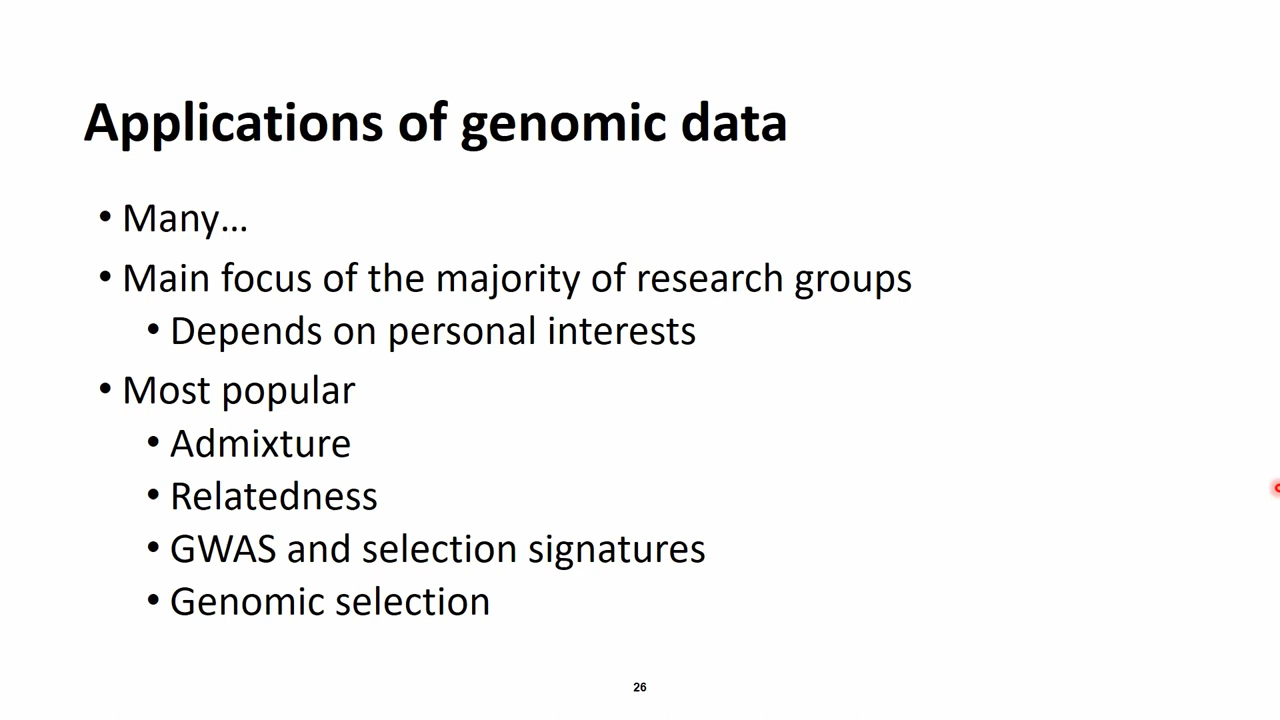 Applications of genomic data
• Many...
• Main focus of the majority of research groups
• Depends on personal interests
• Most popular
• Admixture
• Relatedness
• GWAS and selection signatures
• Genomic selection
26